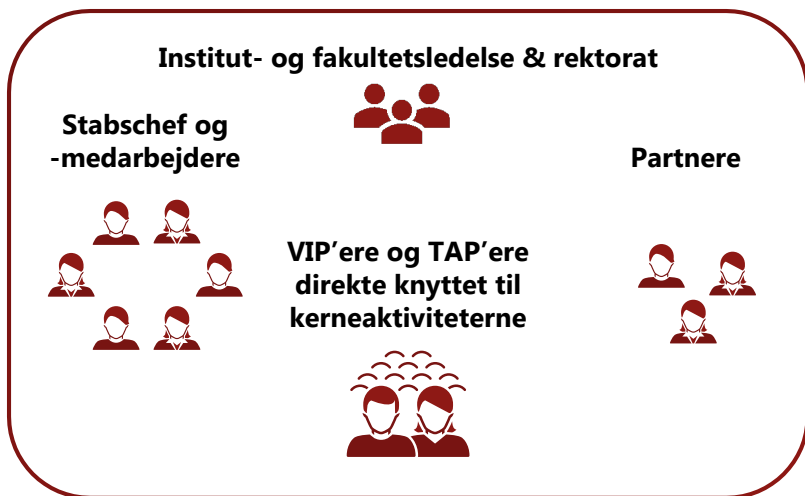 Institut- og fakultetsledelse & rektorat
Stabschef og
-medarbejdere
Partnere
VIP’ere og TAP’ere
direkte knyttet til
kerneaktiviteterne